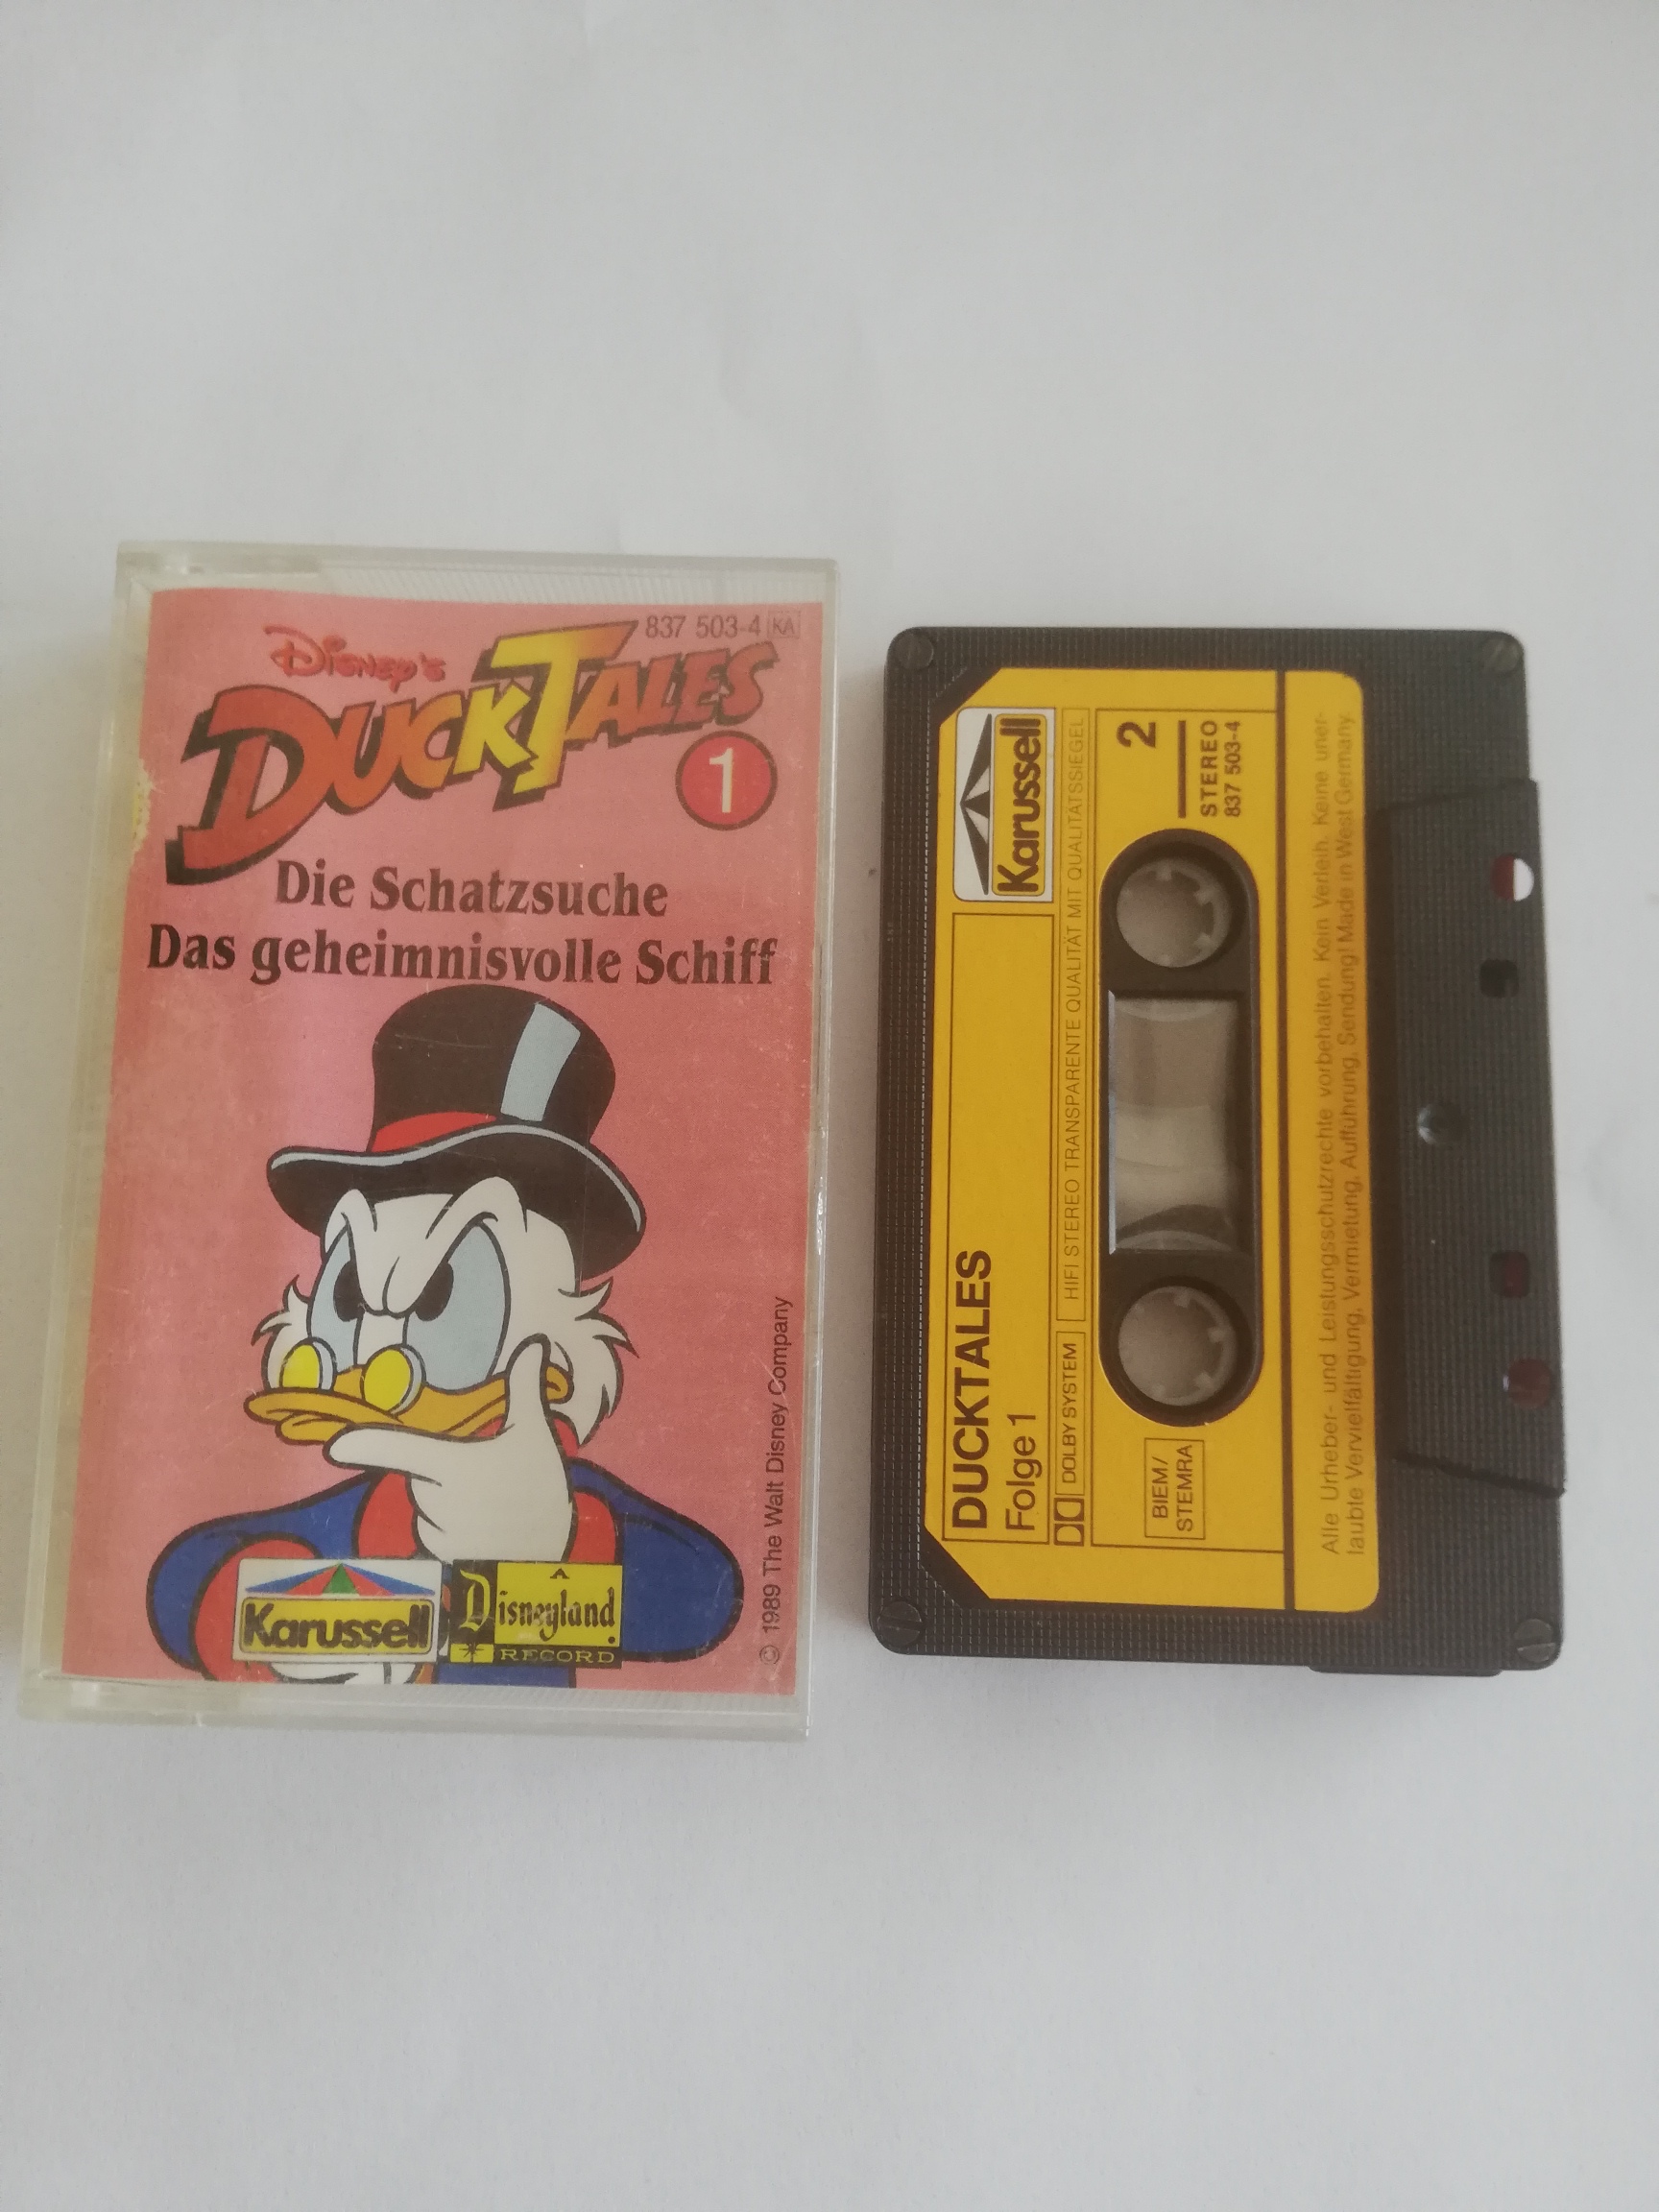 837 503-4 KA
Disney's
DuckTales
1
Die Schatzsuche
Das geheimnisvolle Schiff
© 1989 The Walt Disney Company
Karussell
A
Disneyland
RECORD
Karussell
DUCKTALES
Folge 1
DOLBY SYSTEM
HIFI STEREO TRANSPARENTE QUALITÄT MIT QUALITÄTSSIEGEL
2
STEREO
837 503-4
BIEM/
STEMRA
Alle Urheber- und Leistungsschutzrechte vorbehalten. Kein Verleih. Keine uner-
laubte Vervielfältigung, Vermietung, Aufführung, Sendung! Made in West Germany.